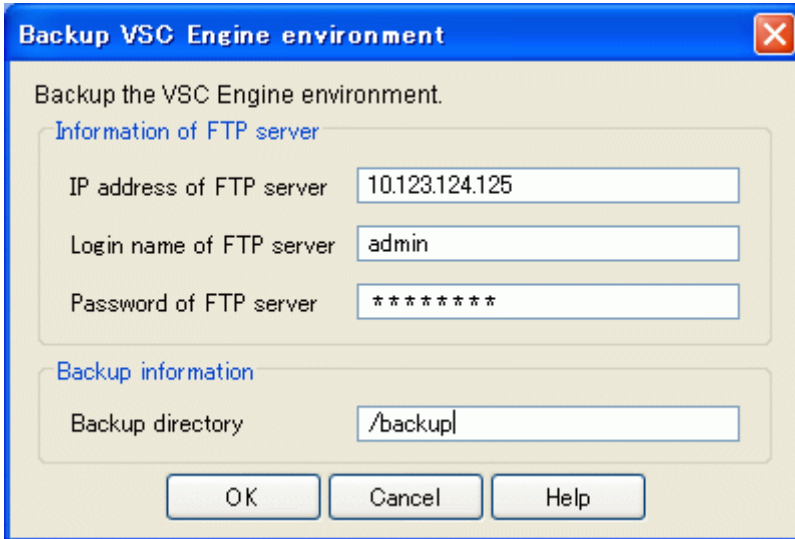 Backup VSC Engine environment
Backup the VSC Engine environment.
Information of FTP server
IP address of FTP server 10.123.124.125
Login name of FTP server admin
Password of FTP server ********
Backup information
Backup directory /backup
OK Cancel Help